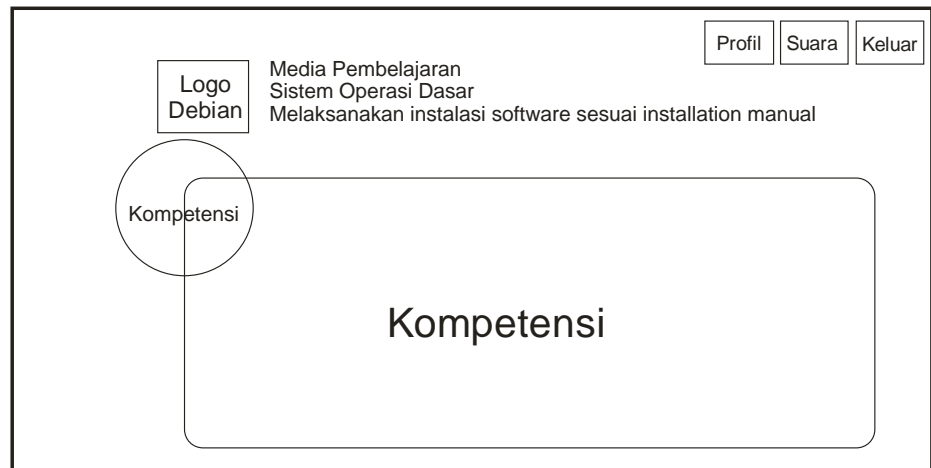 Profil
Suara
Keluar
Logo
Debian
Media Pembelajaran
Sistem Operasi Dasar
Melaksanakan instalasi software sesuai installation manual
Kompetensi
Kompetensi